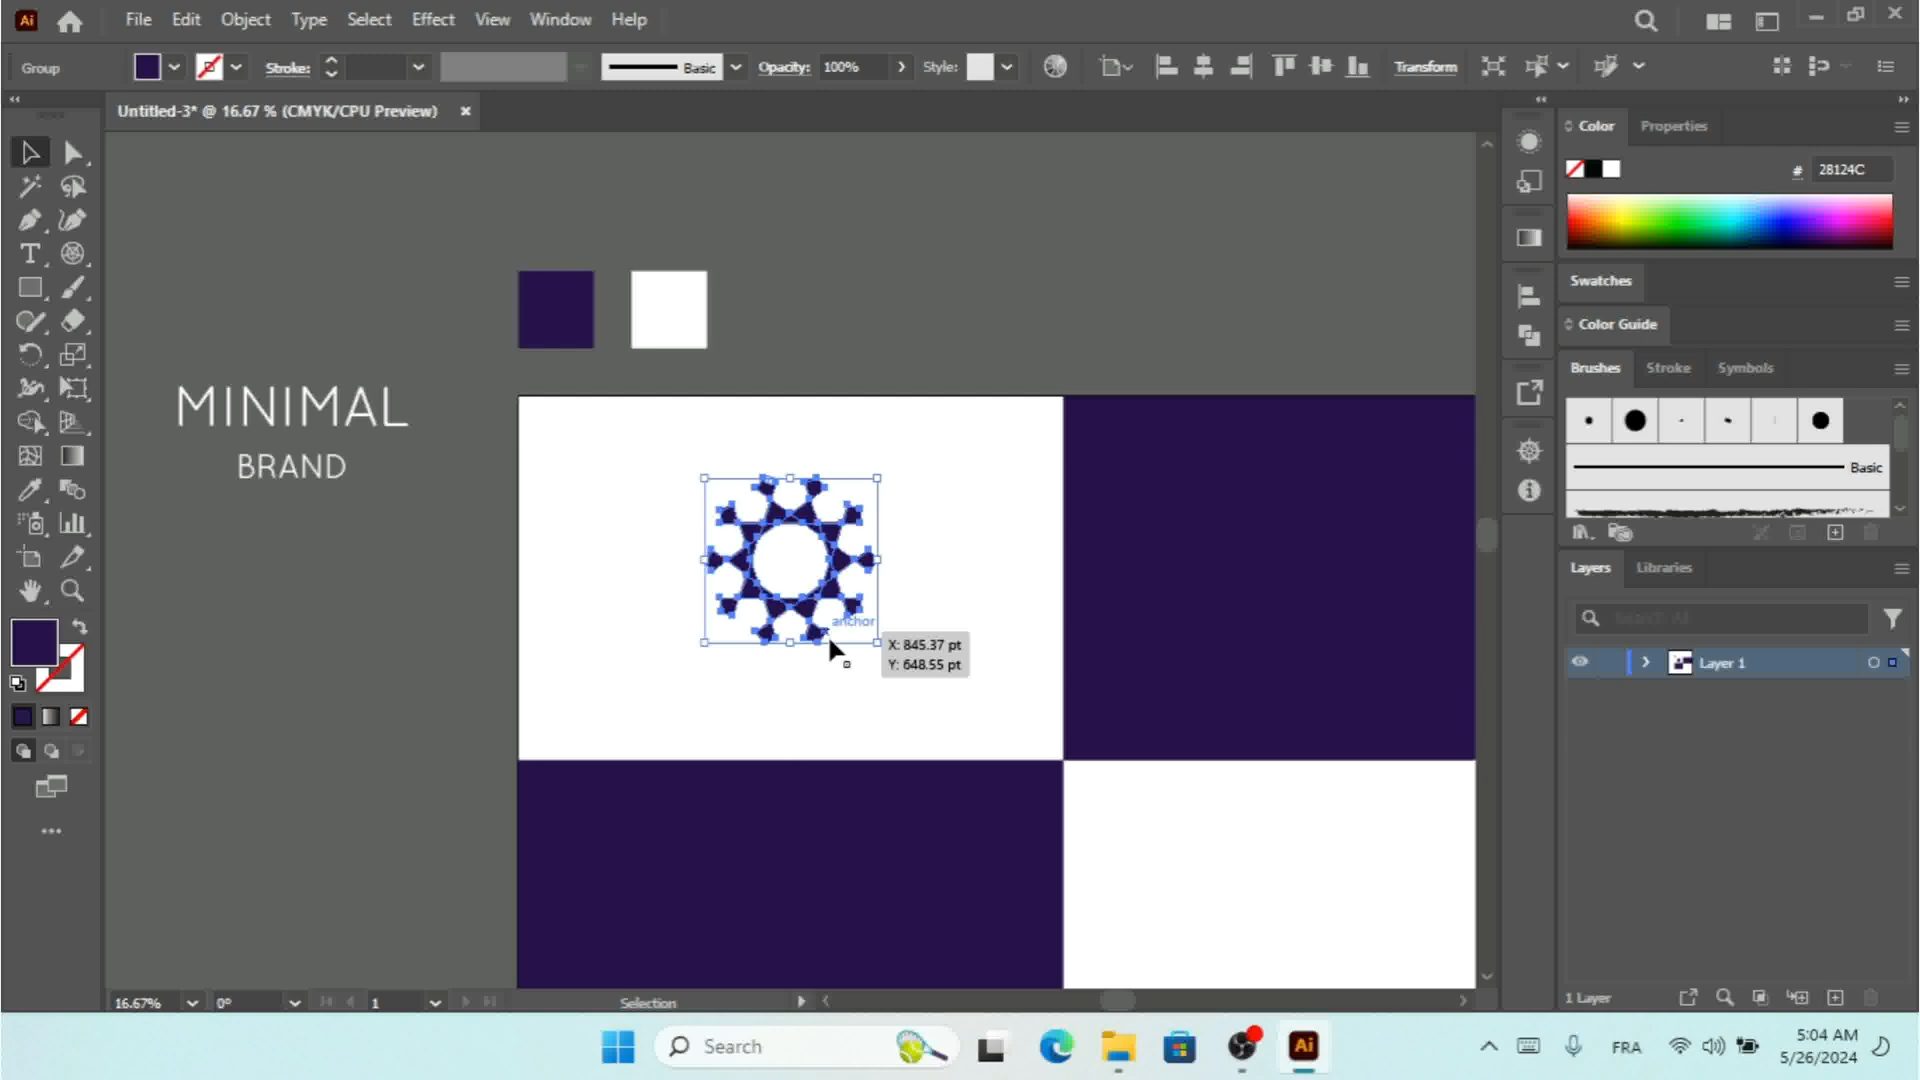 Ai File Edit Object Type Select Effect View Window Help
Group Stroke: Basic Opacity: 100% Style: Transform
Untitled-3* @ 16.67 % (CMYK/CPU Preview) ×
Color Properties
# 28124C
Swatches
Color Guide
Brushes Stroke Symbols
Basic
Layers Libraries
Layer 1
MINIMAL
BRAND
anchor
X: 845.37 pt
Y: 648.55 pt
16.67% 0° 1 Selection
1 Layer
Search
Ai
FRA
5:04 AM
5/26/2024